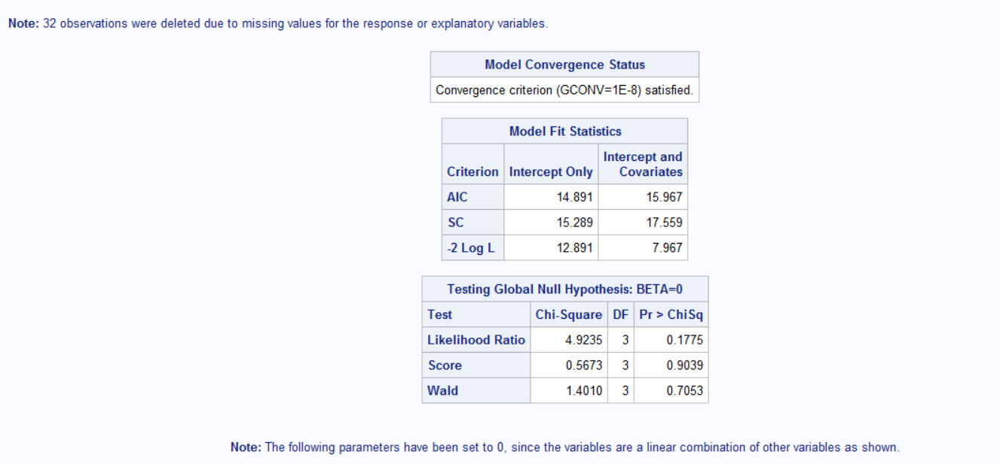 Note: 32 observations were deleted due to missing values for the response or explanatory variables.
Model Convergence Status
Convergence criterion (GCONV=1E-8) satisfied.
Model Fit Statistics
Criterion Intercept Only Intercept and
Covariates
AIC 14.891 15.967
SC 15.289 17.559
-2 Log L 12.891 7.967
Testing Global Null Hypothesis: BETA=0
Test Chi-Square DF Pr > ChiSq
Likelihood Ratio 4.9235 3 0.1775
Score 0.5673 3 0.9039
Wald 1.4010 3 0.7053
Note: The following parameters have been set to 0, since the variables are a linear combination of other variables as shown.